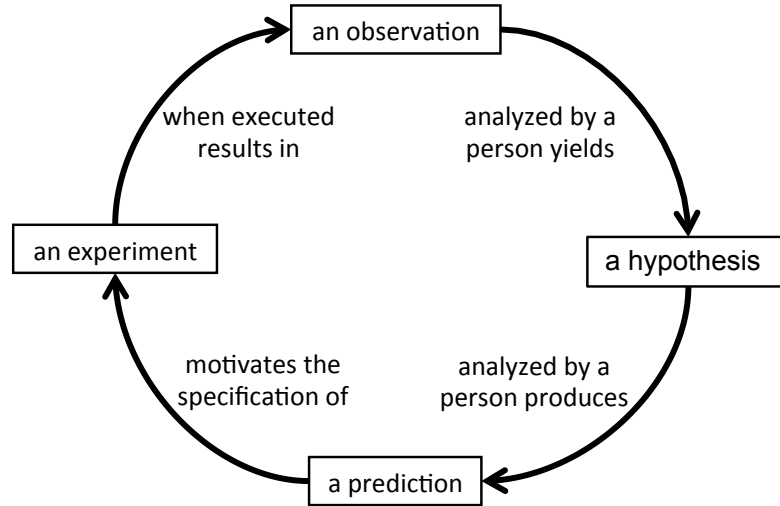 an observation
when executed
results in
analyzed by a
person yields
an experiment
a hypothesis
motivates the
specification of
analyzed by a
person produces
a prediction